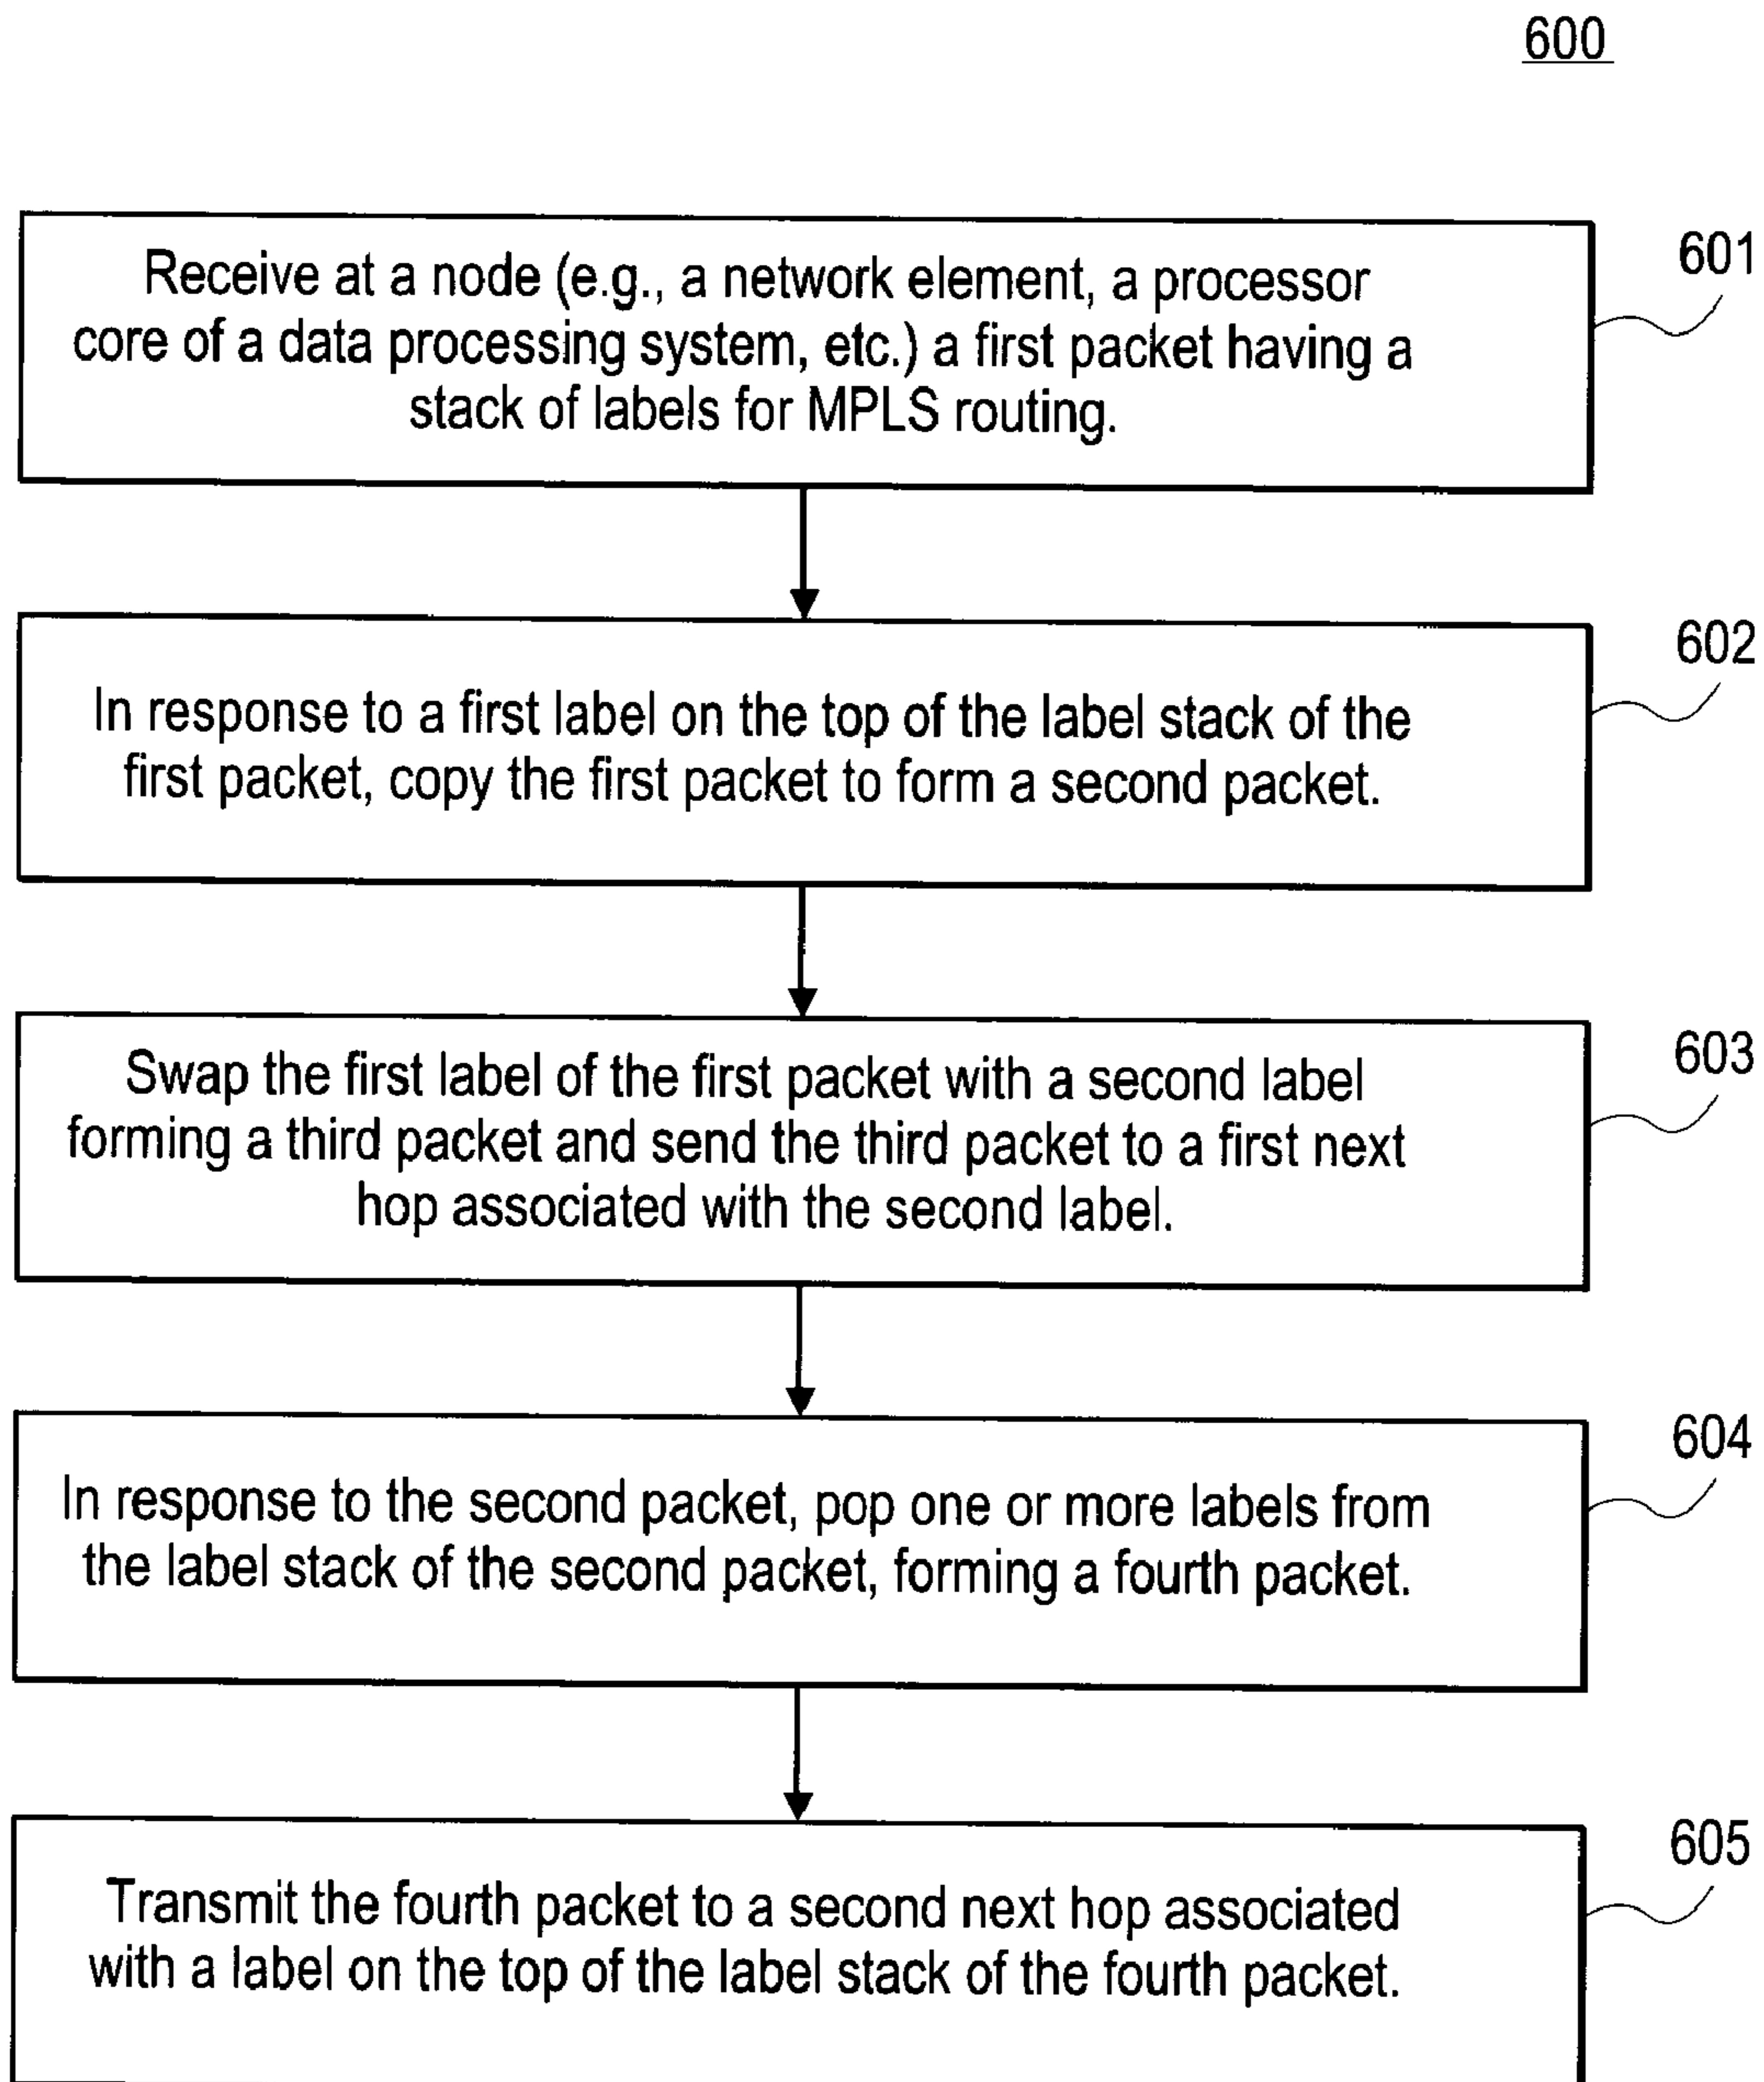 600
Receive at a node (e.g., a network element, a processor
core of a data processing system, etc.) a first packet having a
stack of labels for MPLS routing.
601
In response to a first label on the top of the label stack of the
first packet, copy the first packet to form a second packet.
602
Swap the first label of the first packet with a second label
forming a third packet and send the third packet to a first next
hop associated with the second label.
603
In response to the second packet, pop one or more labels from
the label stack of the second packet, forming a fourth packet.
604
Transmit the fourth packet to a second next hop associated
with a label on the top of the label stack of the fourth packet.
605